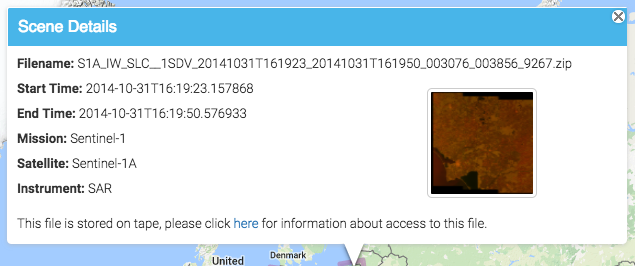 Scene Details
Filename: S1A_IW_SLC__1SDV_20141031T161923_20141031T161950_003076_003856_9267.zip
Start Time: 2014-10-31T16:19:23.157868
End Time: 2014-10-31T16:19:50.576933
Mission: Sentinel-1
Satellite: Sentinel-1A
Instrument: SAR
This file is stored on tape, please click here for information about access to this file.
United
Denmark